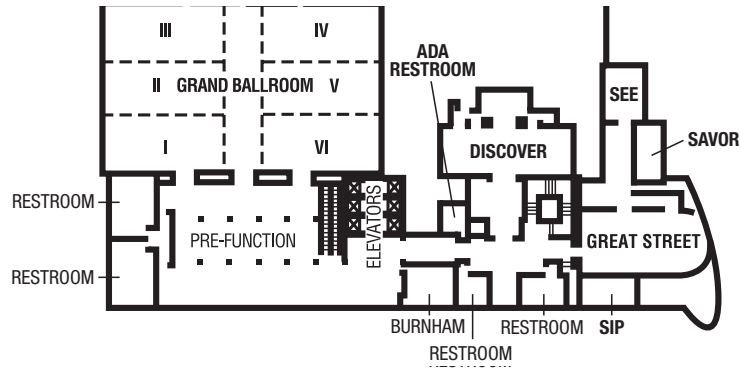 III
IV
II
GRAND BALLROOM
V
I
VI
ADA
RESTROOM
SEE
SAVOR
DISCOVER
RESTROOM
PRE-FUNCTION
ELEVATORS
GREAT STREET
RESTROOM
BURNHAM
RESTROOM
SIP
RESTROOM